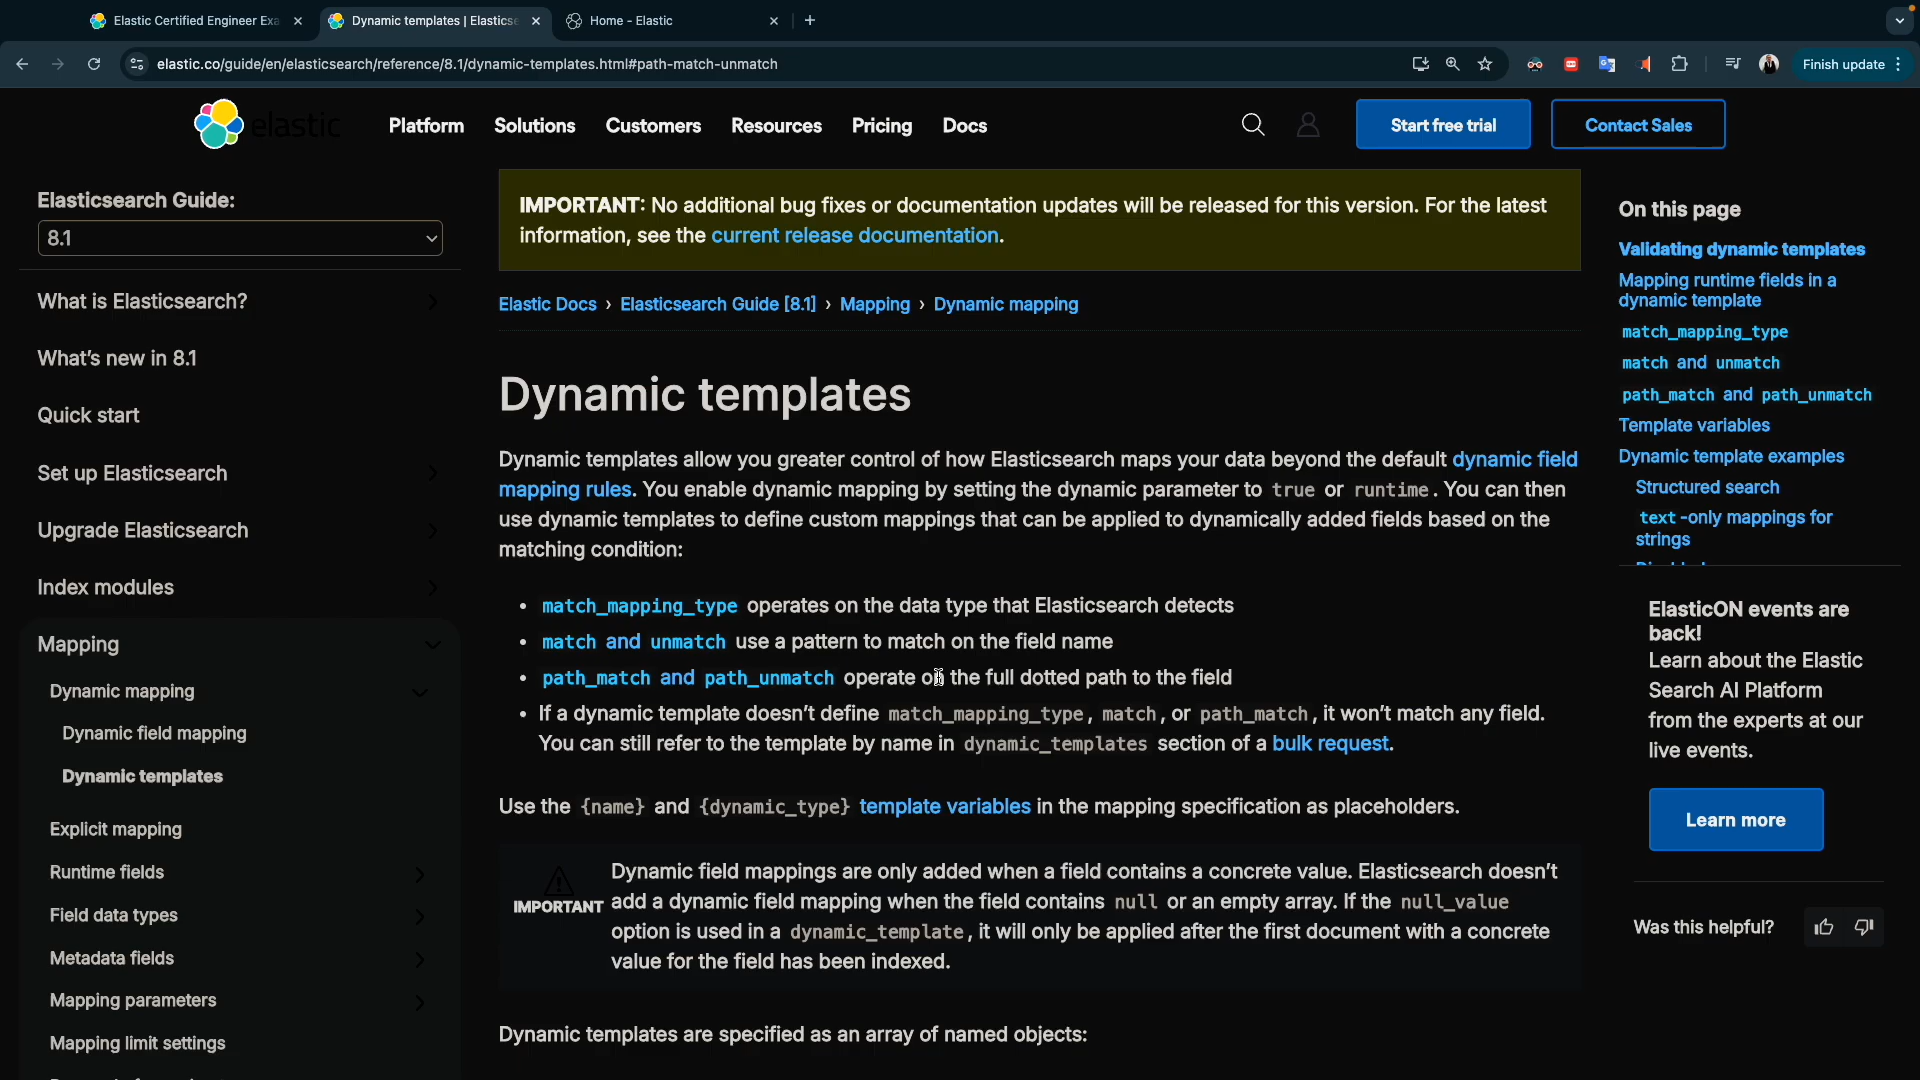 Elastic Certified Engineer Exa
Dynamic templates | Elasticse
Home - Elastic
elastic.co/guide/en/elasticsearch/reference/8.1/dynamic-templates.html#path-match-unmatch
Finish update
elastic
Platform
Solutions
Customers
Resources
Pricing
Docs
Start free trial
Contact Sales
Elasticsearch Guide:
8.1
What is Elasticsearch?
What's new in 8.1
Quick start
Set up Elasticsearch
Upgrade Elasticsearch
Index modules
Mapping
Dynamic mapping
Dynamic field mapping
Dynamic templates
Explicit mapping
Runtime fields
Field data types
Metadata fields
Mapping parameters
Mapping limit settings
IMPORTANT: No additional bug fixes or documentation updates will be released for this version. For the latest
information, see the current release documentation.
Elastic Docs › Elasticsearch Guide [8.1] › Mapping › Dynamic mapping
Dynamic templates
Dynamic templates allow you greater control of how Elasticsearch maps your data beyond the default dynamic field
mapping rules. You enable dynamic mapping by setting the dynamic parameter to true or runtime. You can then
use dynamic templates to define custom mappings that can be applied to dynamically added fields based on the
matching condition:
• match_mapping_type operates on the data type that Elasticsearch detects
• match and unmatch use a pattern to match on the field name
• path_match and path_unmatch operate on the full dotted path to the field
• If a dynamic template doesn't define match_mapping_type, match, or path_match, it won't match any field.
You can still refer to the template by name in dynamic_templates section of a bulk request.
Use the {name} and {dynamic_type} template variables in the mapping specification as placeholders.
IMPORTANT
Dynamic field mappings are only added when a field contains a concrete value. Elasticsearch doesn't
add a dynamic field mapping when the field contains null or an empty array. If the null_value
option is used in a dynamic_template, it will only be applied after the first document with a concrete
value for the field has been indexed.
Dynamic templates are specified as an array of named objects:
On this page
Validating dynamic templates
Mapping runtime fields in a
dynamic template
match_mapping_type
match and unmatch
path_match and path_unmatch
Template variables
Dynamic template examples
Structured search
text-only mappings for
strings
ElasticON events are
back!
Learn about the Elastic
Search AI Platform
from the experts at our
live events.
Learn more
Was this helpful?